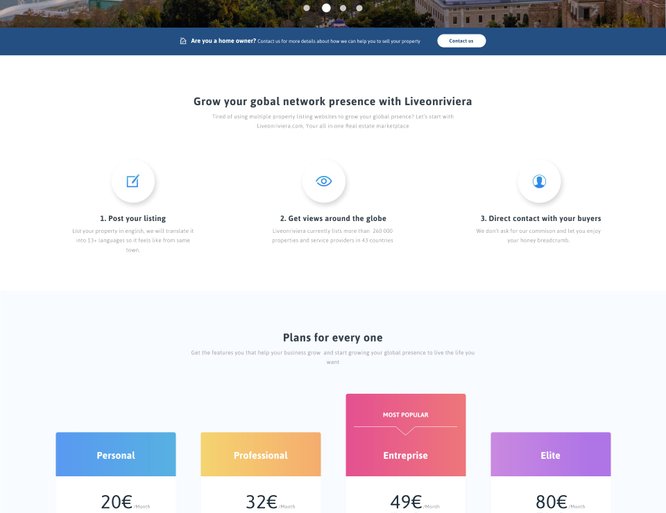 Are you a home owner? Contact us for more details about how we can help you to sell your property
Contact us
Grow your gobal network presence with Liveonriviera
Tired of using multiple property listing websites to grow your global prsence? Let's start with
Liveonriviera.com, Your all in-one Real estate marketplace
1. Post your listing
List your property in english, we will translate it
into 13+ languages so it feels like from same
town.
2. Get views around the globe
Liveonriviera currently lists more 260 000
properties and service providers in 43 countries
3. Direct contact with your buyers
We don't ask for our commison and let you enjoy
your honey breadcrumb.
Plans for every one
Get the features you that help your business grow and start growing your global presence to live the life you
want
MOST POPULAR
Personal
Professional
Entreprise
Elite
20€ /Month
32€ /Month
49€ /Month
80€ /Month